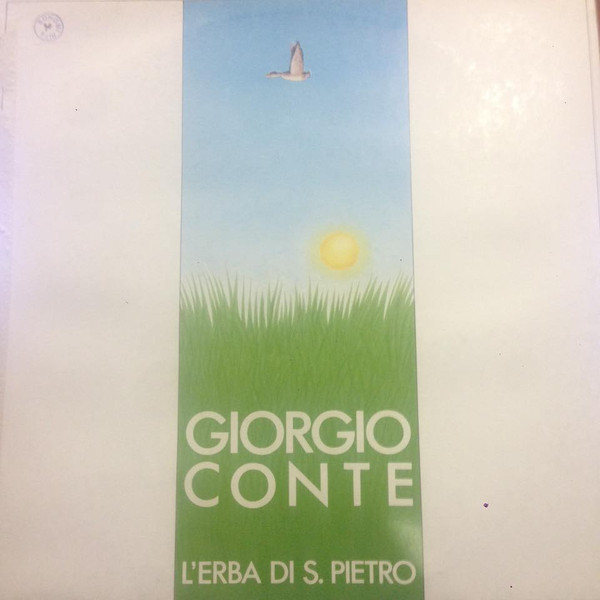 GIORGIO
CONTE
L'ERBA DI S. PIETRO